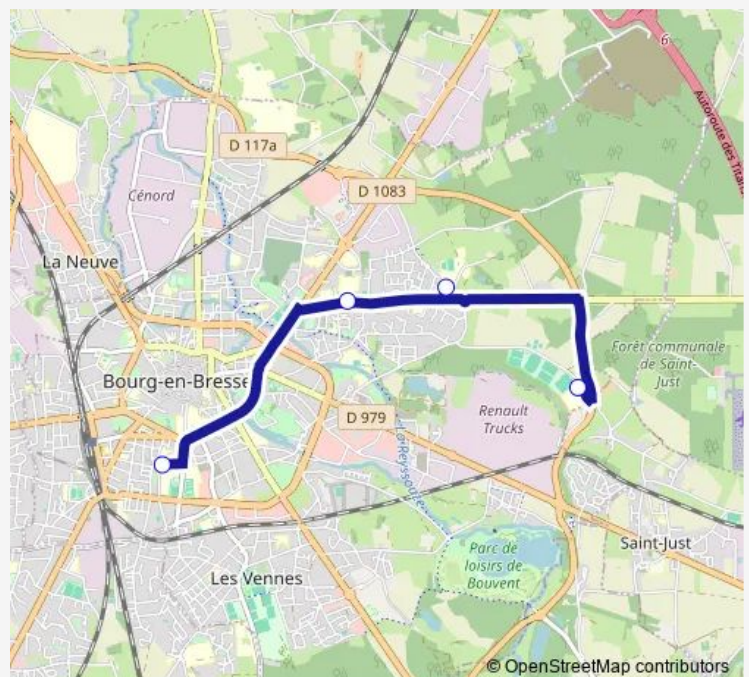 6
Autoroute des Titans
D 117a
D 1083
Cénord
La Neuve
Forêt communale
de Saint-
Just
Bourg-en-Bresse
Renault
Trucks
D 979
La Reyssouze
Saint-Just
Parc de
loisirs de
Bouvent
Les Vennes
© OpenStreetMap contributors